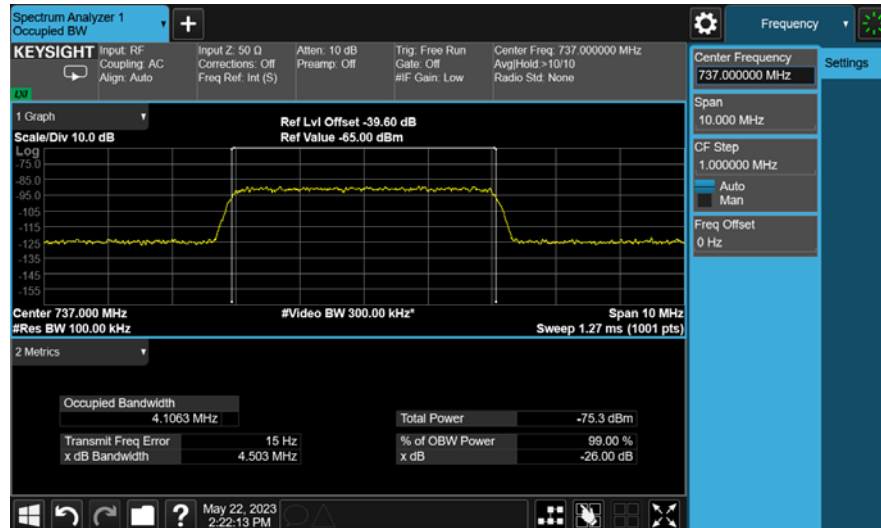 Spectrum Analyzer 1
Occupied BW
+
Frequency
KEYSIGHT
Input: RF
Coupling: AC
Align: Auto
Input Z: 50 Ω
Corrections: Off
Freq Ref: Int (S)
Atten: 10 dB
Preamp: Off
Trig: Free Run
Gate: Off
#IF Gain: Low
Center Freq: 737.000000 MHz
Avg|Hold:>10/10
Radio Std: None
LXI
1 Graph
Scale/Div 10.0 dB
Ref Lvl Offset -39.60 dB
Ref Value -65.00 dBm
Log
-75.0
-85.0
-95.0
-105
-115
-125
-135
-145
-155
Center 737.000 MHz
#Res BW 100.00 kHz
#Video BW 300.00 kHz*
Span 10 MHz
Sweep 1.27 ms (1001 pts)
2 Metrics
Occupied Bandwidth
4.1063 MHz
Transmit Freq Error 15 Hz
x dB Bandwidth 4.503 MHz
Total Power -75.3 dBm
% of OBW Power 99.00 %
x dB -26.00 dB
Center Frequency
737.000000 MHz
Span
10.000 MHz
CF Step
1.000000 MHz
Auto
Man
Freq Offset
0 Hz
Settings
?
May 22, 2023
2:22:13 PM